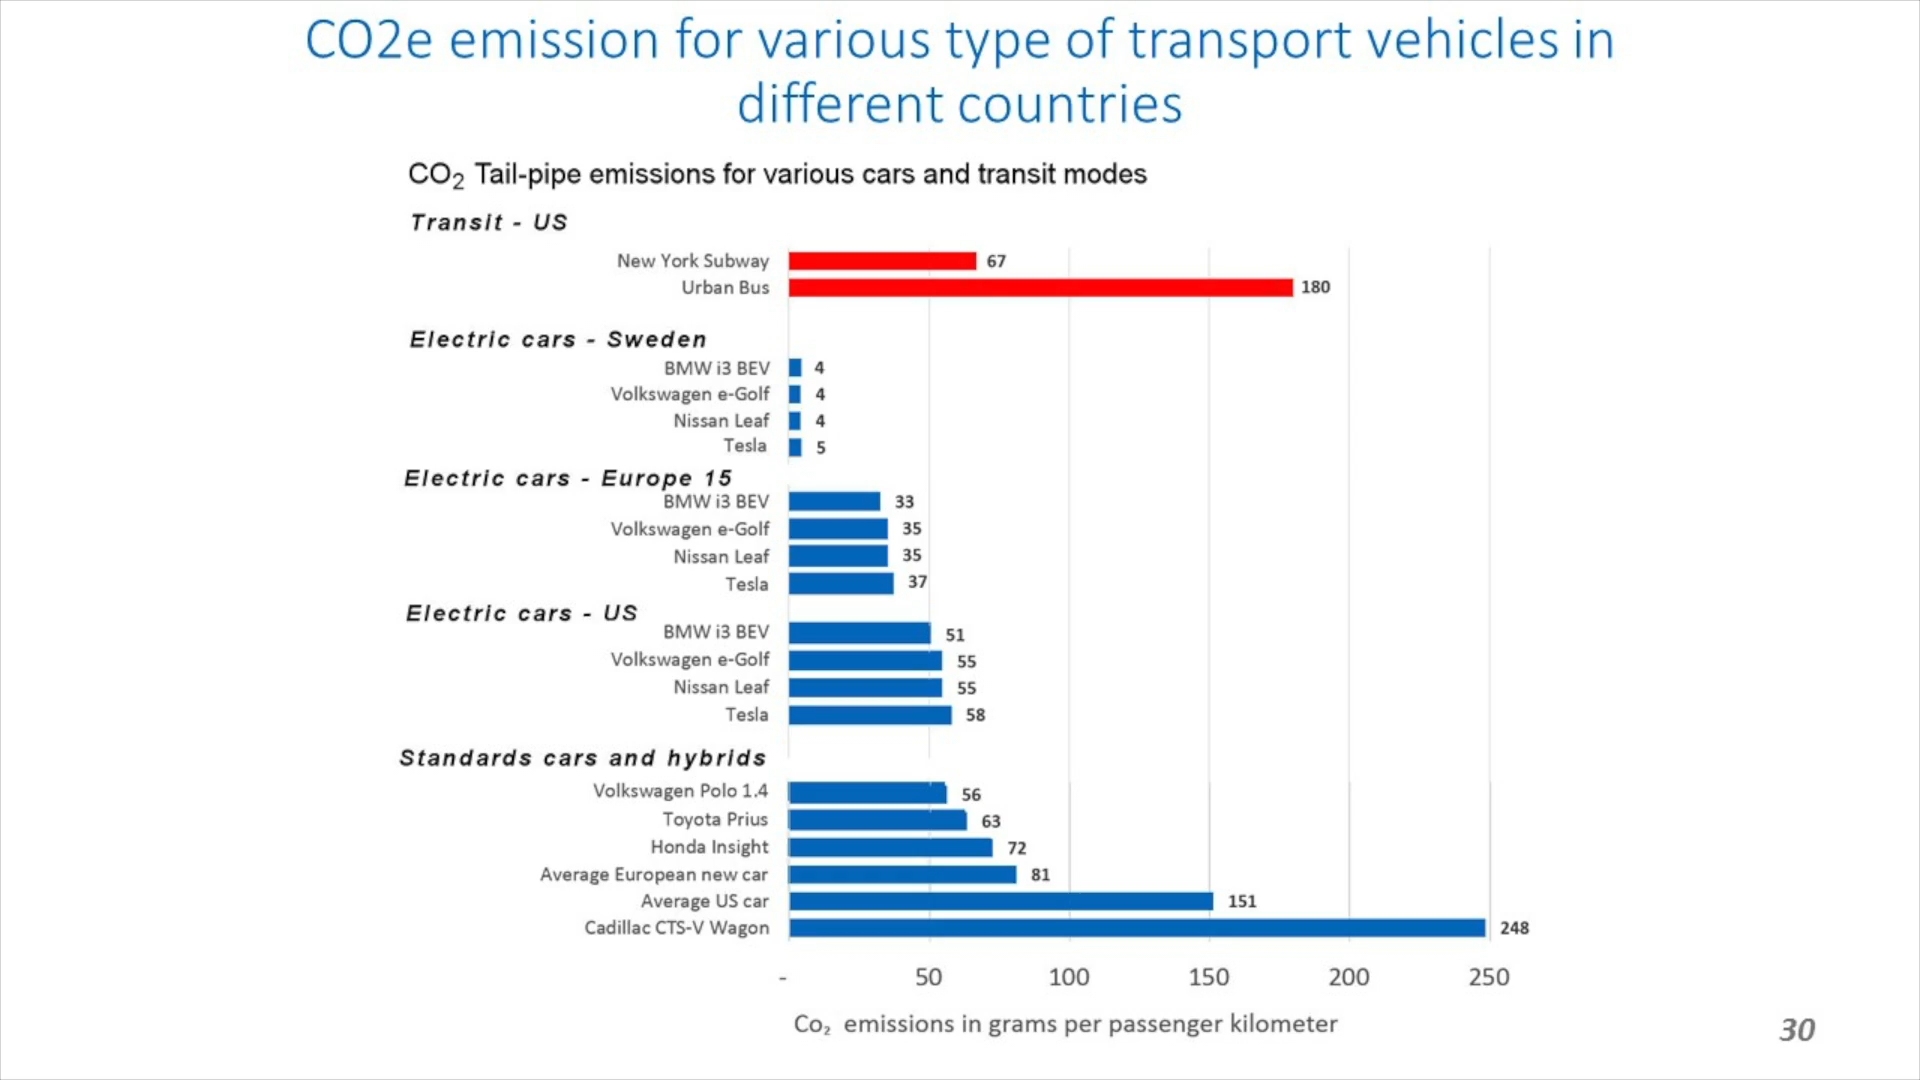 CO2e emission for various type of transport vehicles in
different countries
CO₂ Tail-pipe emissions for various cars and transit modes
Transit - US
New York Subway 67
Urban Bus 180
Electric cars - Sweden
BMW i3 BEV 4
Volkswagen e-Golf 4
Nissan Leaf 4
Tesla 5
Electric cars - Europe 15
BMW i3 BEV 33
Volkswagen e-Golf 35
Nissan Leaf 35
Tesla 37
Electric cars - US
BMW i3 BEV 51
Volkswagen e-Golf 55
Nissan Leaf 55
Tesla 58
Standards cars and hybrids
Volkswagen Polo 1.4 56
Toyota Prius 63
Honda Insight 72
Average European new car 81
Average US car 151
Cadillac CTS-V Wagon 248
- 50 100 150 200 250
Co₂ emissions in grams per passenger kilometer
30